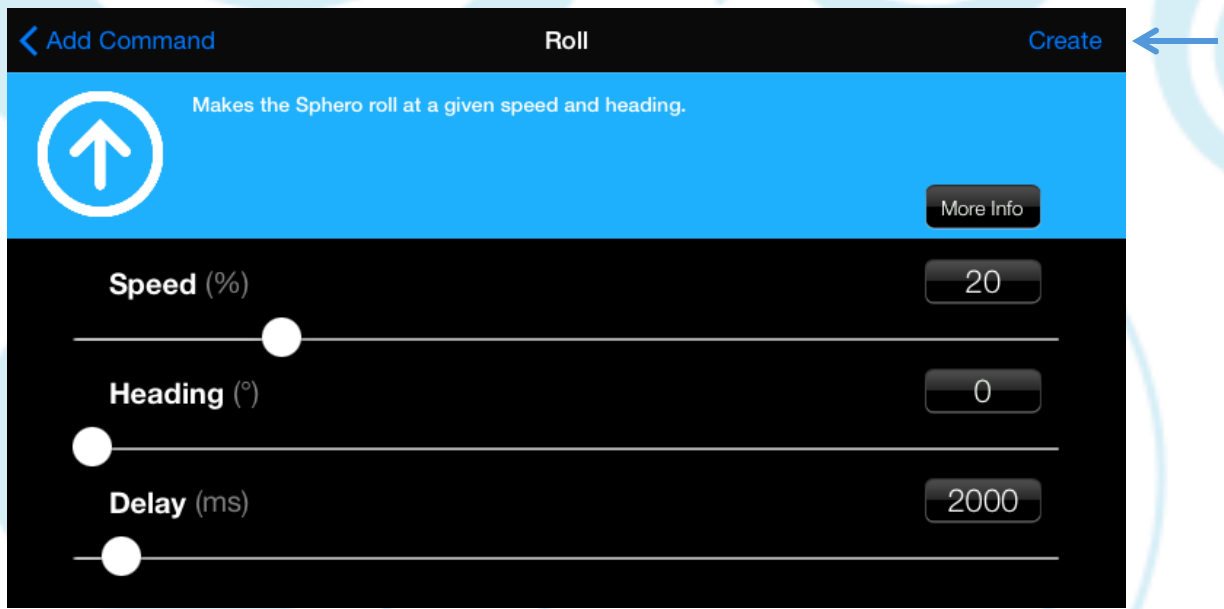 Add Command Roll Create
Makes the Sphero roll at a given speed and heading.
More Info
Speed (%) 20
Heading (°) 0
Delay (ms) 2000